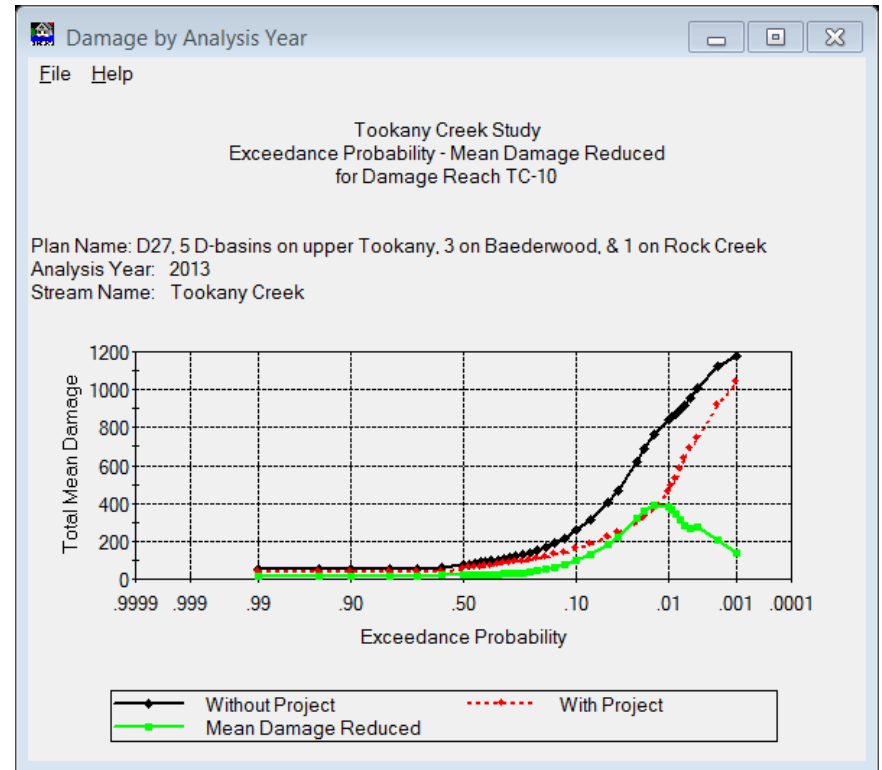 Damage by Analysis Year
File Help
Tookany Creek Study
Exceedance Probability - Mean Damage Reduced
for Damage Reach TC-10
Plan Name: D27, 5 D-basins on upper Tookany, 3 on Baederwood, & 1 on Rock Creek
Analysis Year: 2013
Stream Name: Tookany Creek
1200
1000
800
600
400
200
0
Total Mean Damage
.9999 .999 .99 .90 .50 .10 .01 .001 .0001
Exceedance Probability
Without Project With Project
Mean Damage Reduced